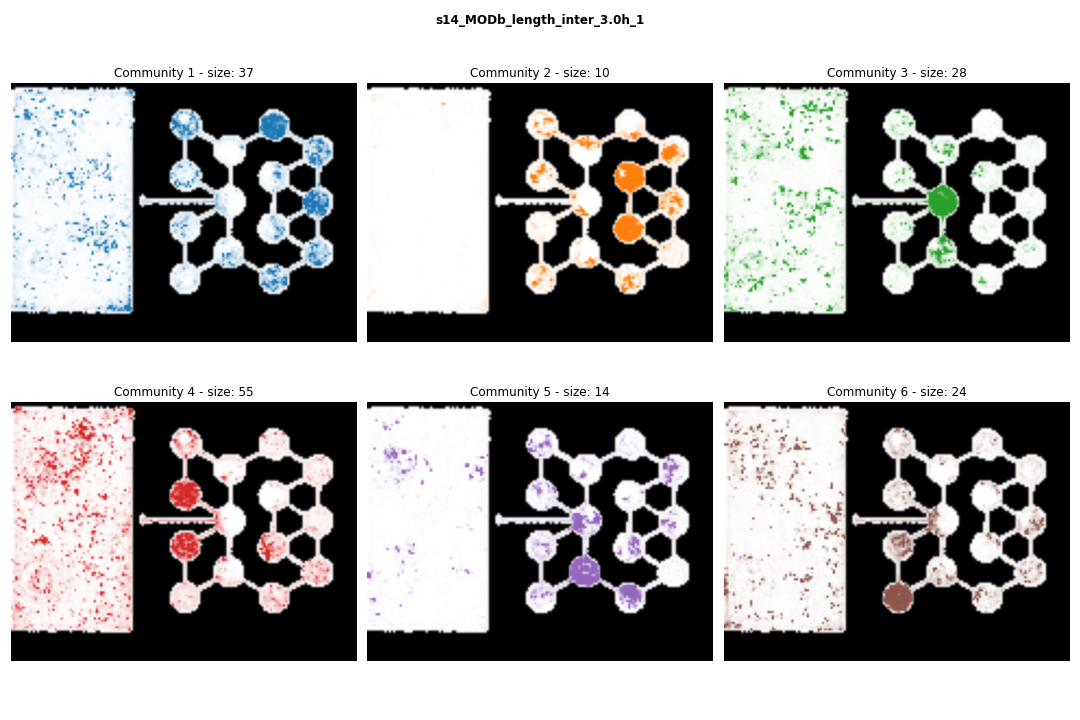 s14_MODb_length_inter_3.0h_1
Community 1 - size: 37
Community 2 - size: 10
Community 3 - size: 28
Community 4 - size: 55
Community 5 - size: 14
Community 6 - size: 24